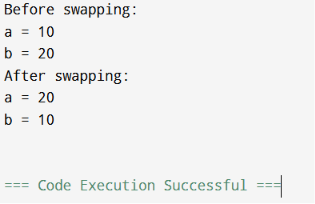 Before swapping:
a = 10
b = 20
After swapping:
a = 20
b = 10
=== Code Execution Successful ===